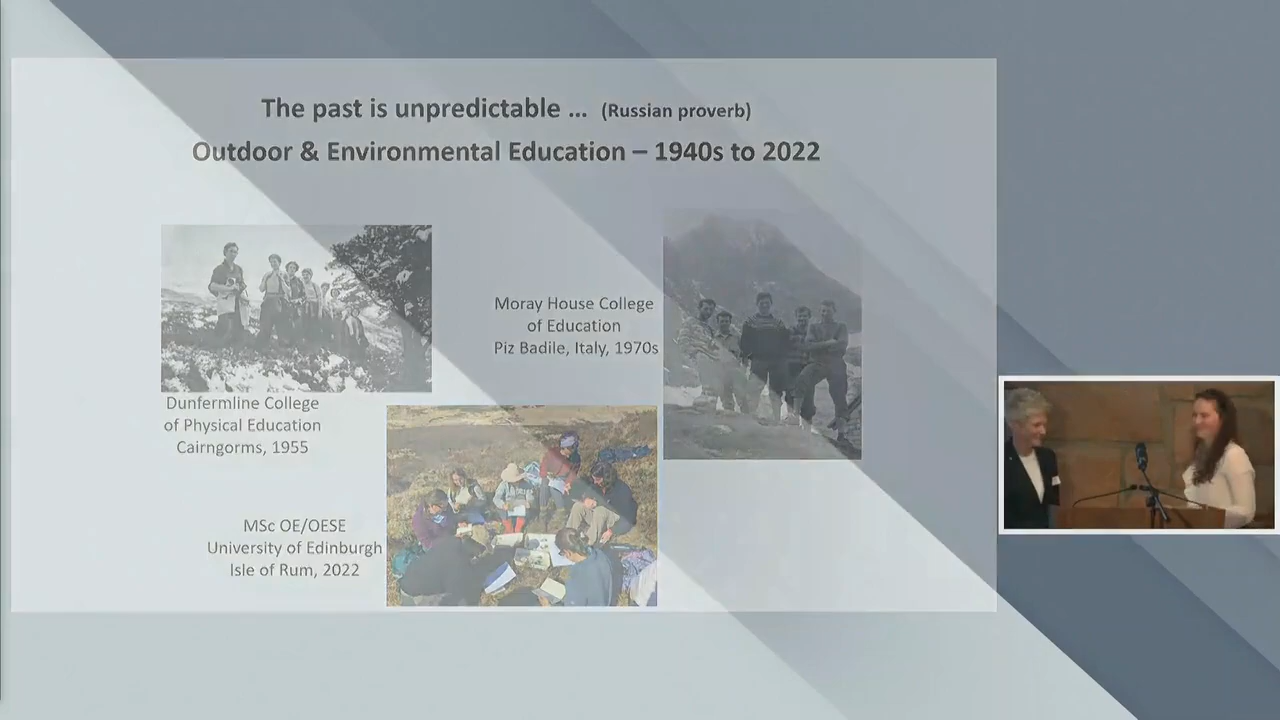 The past is unpredictable ... (Russian proverb)
Outdoor & Environmental Education – 1940s to 2022
Moray House College
of Education
Piz Badile, Italy, 1970s
Dunfermline College
of Physical Education
Cairngorms, 1955
MSc OE/OESE
University of Edinburgh
Isle of Rum, 2022